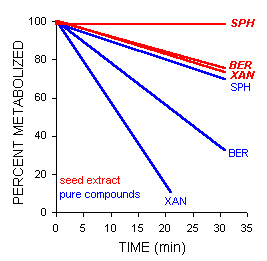 PERCENT METABOLIZED
100
80
60
40
20
0
SPH
BER
XAN
SPH
BER
XAN
seed extract
pure compounds
0 5 10 15 20 25 30 35
TIME (min)